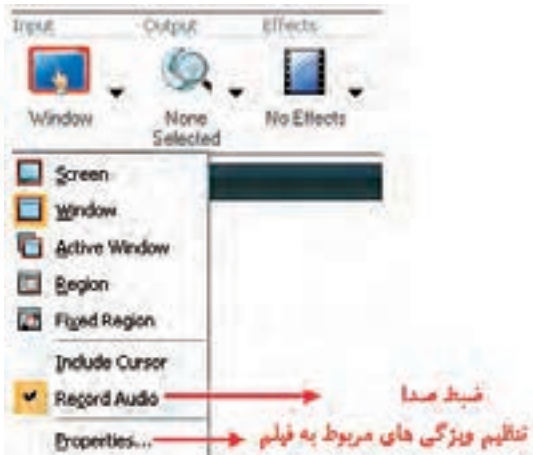 Input Output Effects
Window None Selected No Effects
Screen
Window
Active Window
Region
Fixed Region
Include Cursor
Record Audio ضبط صدا
Properties... تنظیم ویژگی های مربوط به فیلم